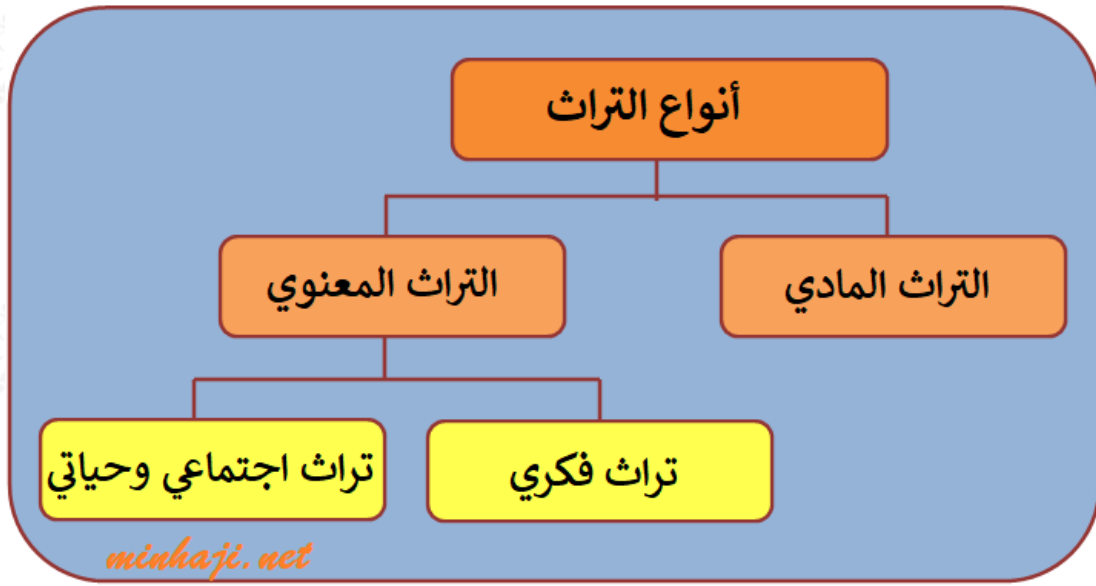 أنواع التراث
التراث المادي
التراث المعنوي
تراث فكري
تراث اجتماعي وحياتي
minhaji.net